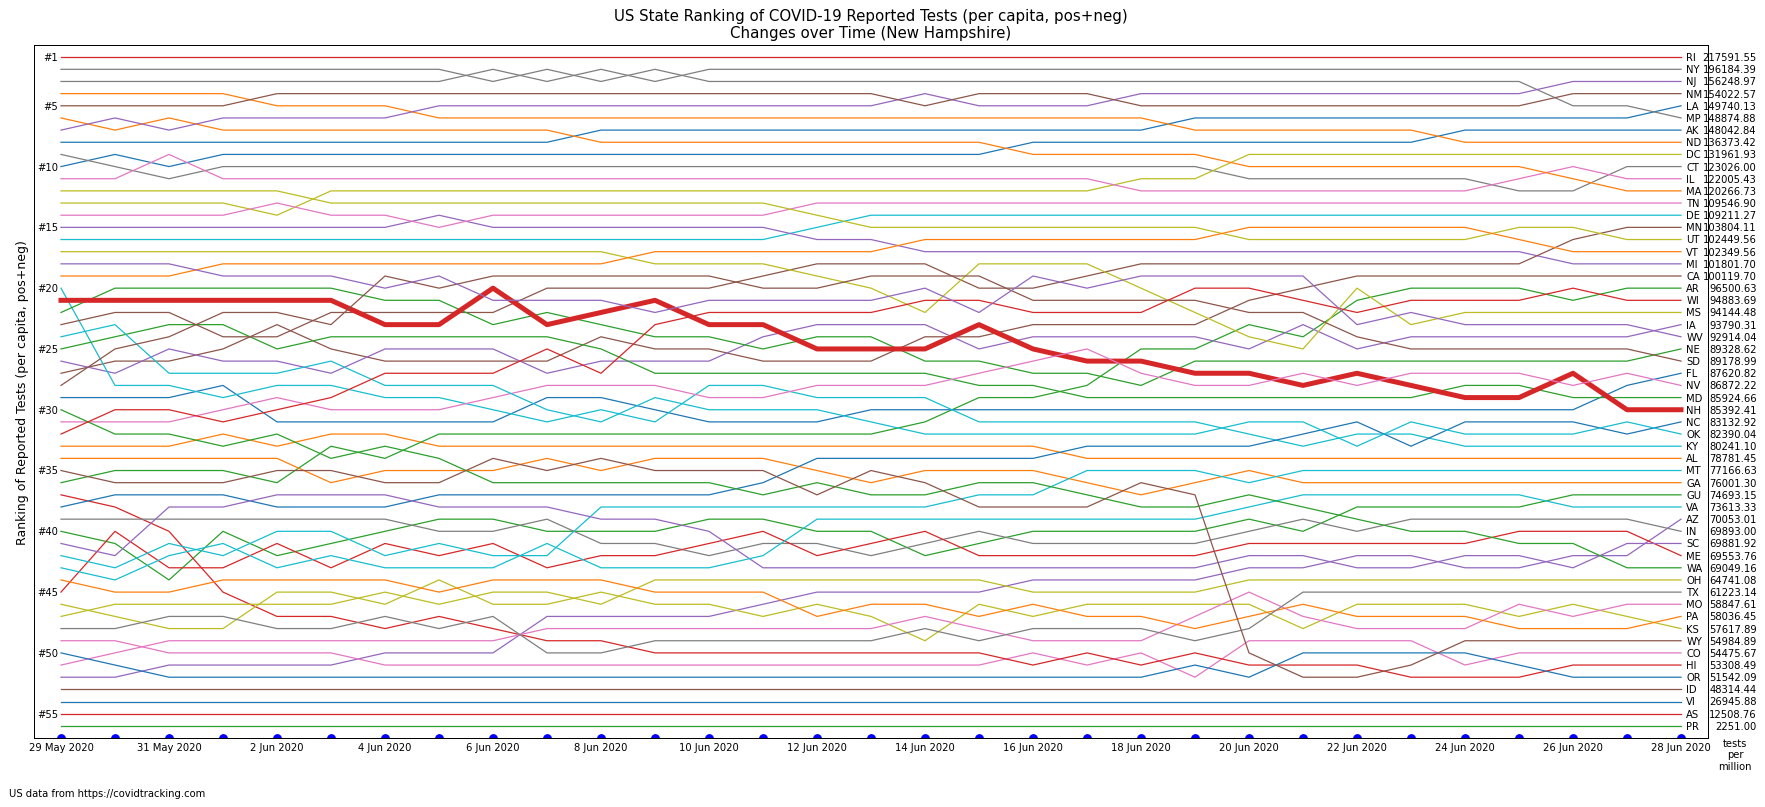 US State Ranking of COVID-19 Reported Tests (per capita, pos+neg)
Changes over Time (New Hampshire)
Ranking of Reported Tests (per capita, pos+neg)
#1
#5
#10
#15
#20
#25
#30
#35
#40
#45
#50
#55
RI 217591.55
NY 196184.39
NJ 156248.97
NM 154022.57
LA 149740.13
MP 148874.88
AK 148042.84
ND 136373.42
DC 131961.93
CT 123026.00
IL 122005.43
MA 120266.73
TN 109546.90
DE 109211.27
MN 103804.11
UT 102449.56
VT 102349.56
MI 101801.70
CA 100119.70
AR 96500.63
WI 94883.69
MS 94144.48
IA 93790.31
WV 92914.04
NE 89328.62
SD 89178.99
FL 87620.82
NV 86872.22
MD 85924.66
NH 85392.41
NC 83132.92
OK 82390.04
KY 80241.10
AL 78781.45
MT 77166.63
GA 76001.30
GU 74693.15
VA 73613.33
AZ 70053.01
IN 69893.00
SC 69881.92
ME 69553.76
WA 69049.16
OH 64741.08
TX 61223.14
MO 58847.61
PA 58036.45
KS 57617.89
WY 54984.89
CO 54475.67
HI 53308.49
OR 51542.09
ID 48314.44
VI 26945.88
AS 12508.76
PR 2251.00
29 May 2020 31 May 2020 2 Jun 2020 4 Jun 2020 6 Jun 2020 8 Jun 2020 10 Jun 2020 12 Jun 2020 14 Jun 2020 16 Jun 2020 18 Jun 2020 20 Jun 2020 22 Jun 2020 24 Jun 2020 26 Jun 2020 28 Jun 2020
tests
per
million
US data from https://covidtracking.com